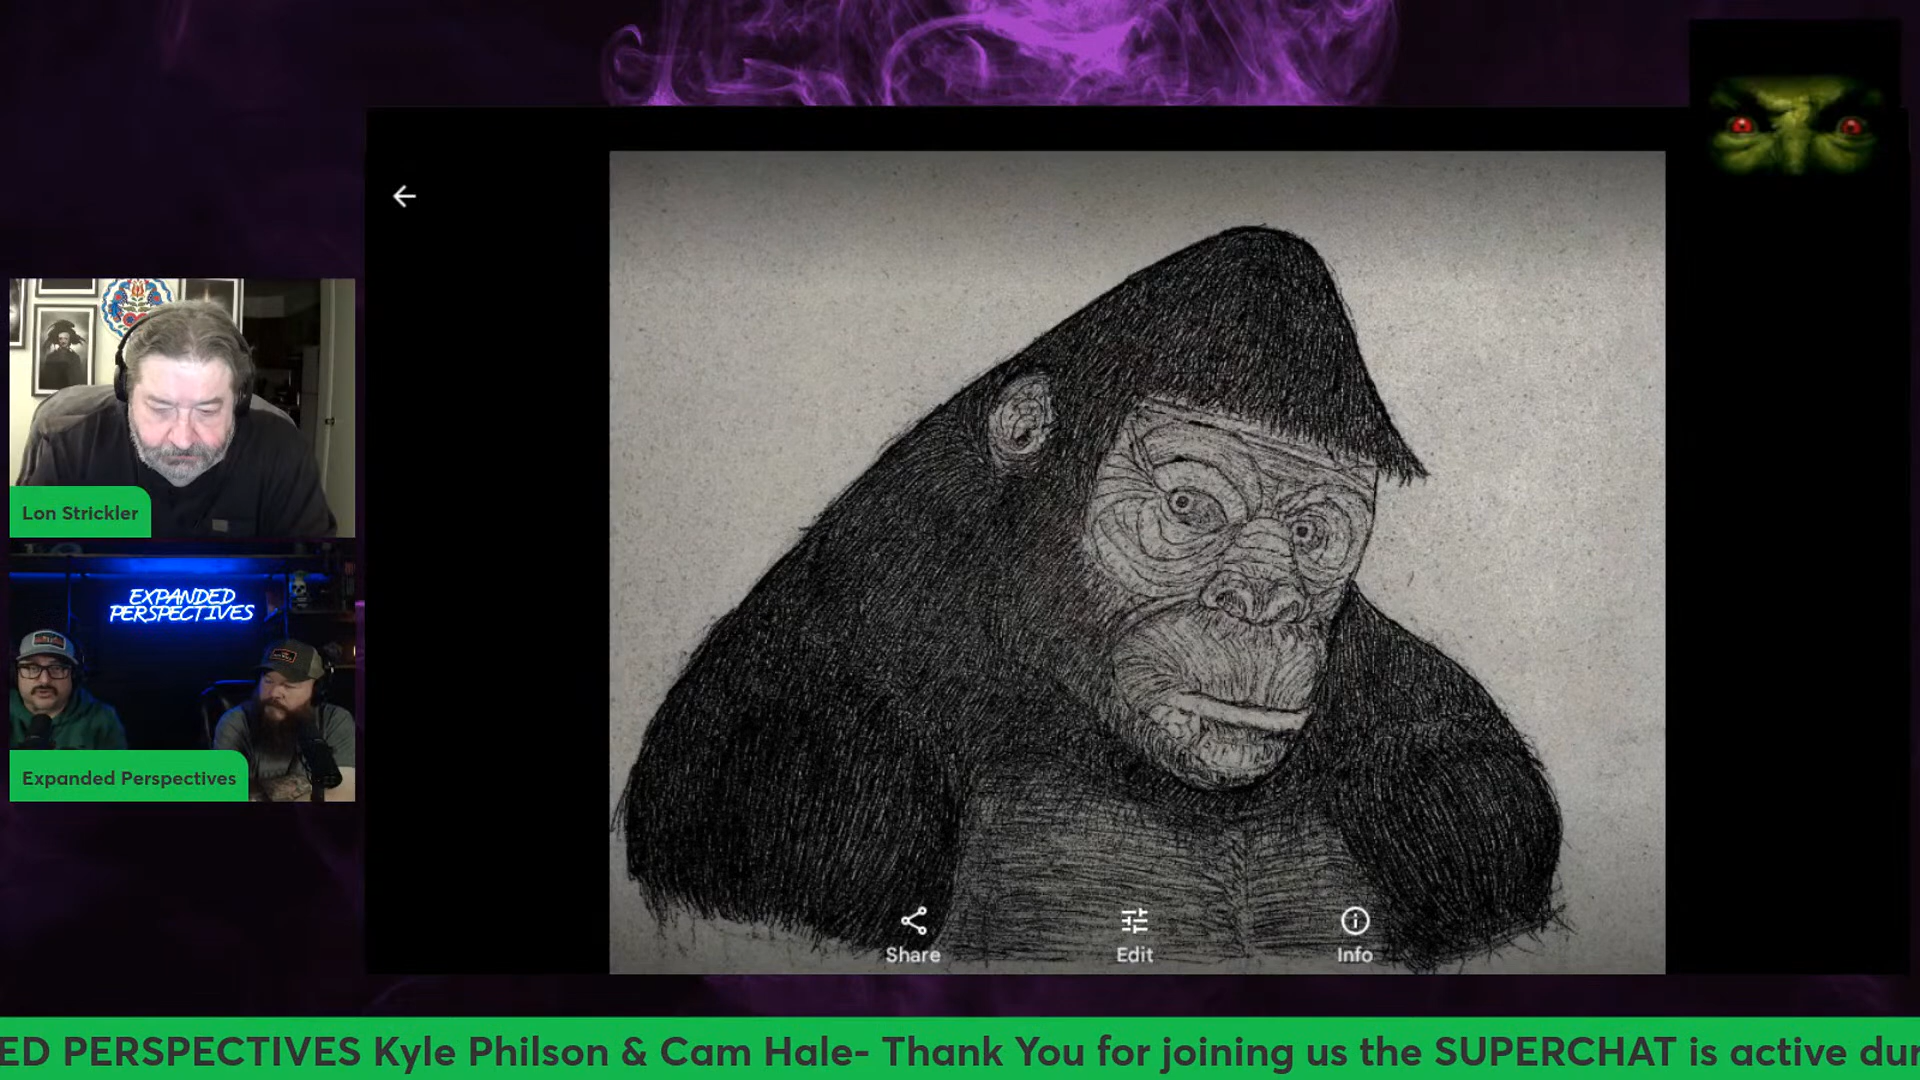 Lon Strickler
EXPANDED
PERSPECTIVES
Expanded Perspectives
Share
Edit
Info
ED PERSPECTIVES Kyle Philson & Cam Hale- Thank You for joining us the SUPERCHAT is active dur